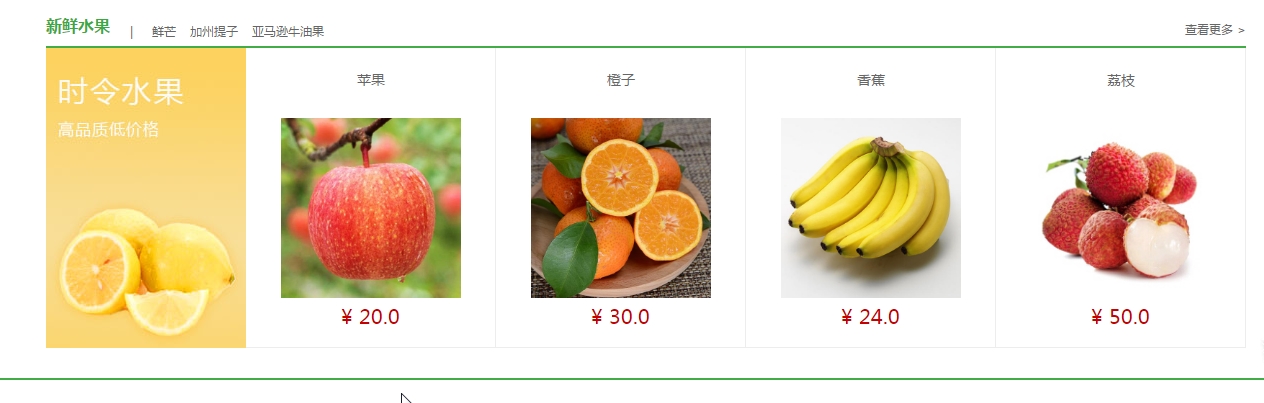 新鲜水果 | 鲜芒 加州提子 亚马逊牛油果 查看更多 >
时令水果
高品质低价格
苹果 橙子 香蕉 荔枝
¥ 20.0 ¥ 30.0 ¥ 24.0 ¥ 50.0